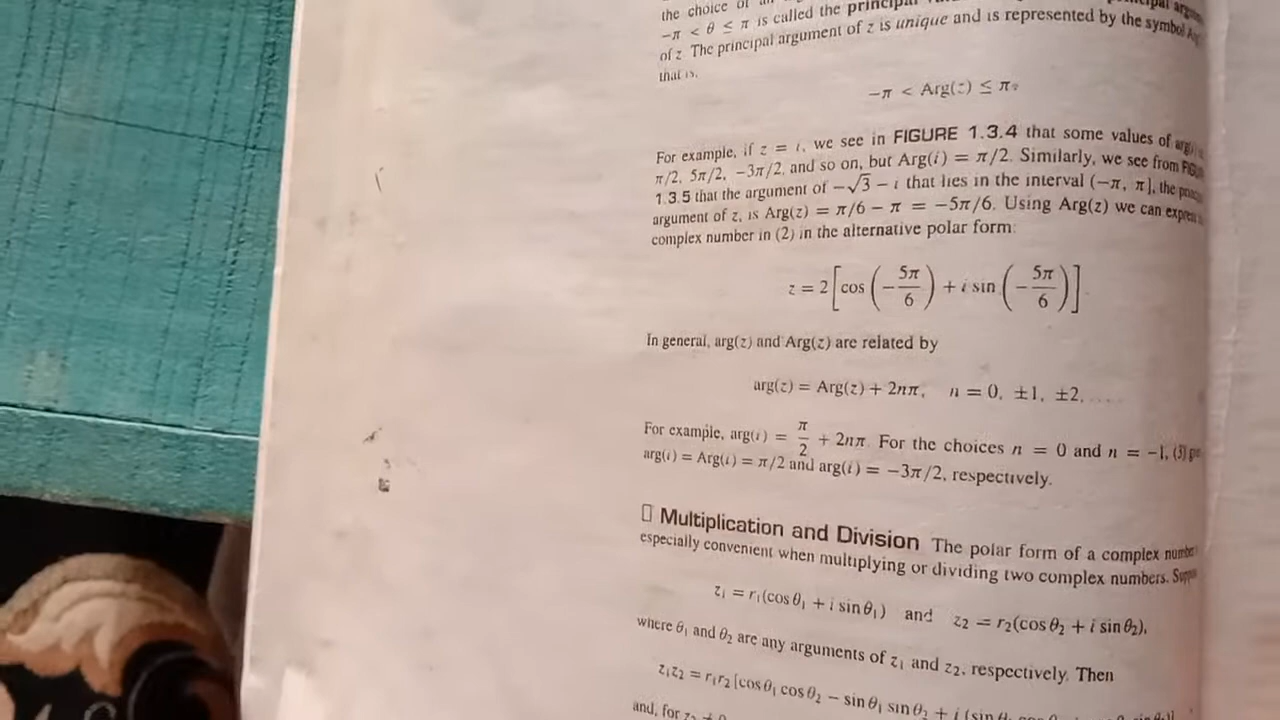 the choice of an
−π < θ ≤ π is called the principal
of z. The principal argument of z is unique and is represented by the symbol
that is,
−π < Arg(z) ≤ π.
For example, if z = i, we see in FIGURE 1.3.4 that some values of arg(i)
π/2, 5π/2, −3π/2, and so on, but Arg(i) = π/2. Similarly, we see from
1.3.5 that the argument of −√3 − i that lies in the interval (−π, π], the
argument of z, is Arg(z) = π/6 − π = −5π/6. Using Arg(z) we can
complex number in (2) in the alternative polar form:
z = 2[cos(−5π/6) + i sin(−5π/6)].
In general, arg(z) and Arg(z) are related by
arg(z) = Arg(z) + 2nπ, n = 0, ±1, ±2, ....
For example, arg(i) = π/2 + 2nπ. For the choices n = 0 and n = −1, (5)
arg(i) = Arg(i) = π/2 and arg(i) = −3π/2, respectively.
Multiplication and Division The polar form of a complex number
especially convenient when multiplying or dividing two complex numbers.
z₁ = r₁(cos θ₁ + i sin θ₁) and z₂ = r₂(cos θ₂ + i sin θ₂),
where θ₁ and θ₂ are any arguments of z₁ and z₂, respectively. Then
z₁z₂ = r₁r₂ [cos θ₁ cos θ₂ − sin θ₁ sin θ₂ + i (sin
and, for z₂ ≠ 0